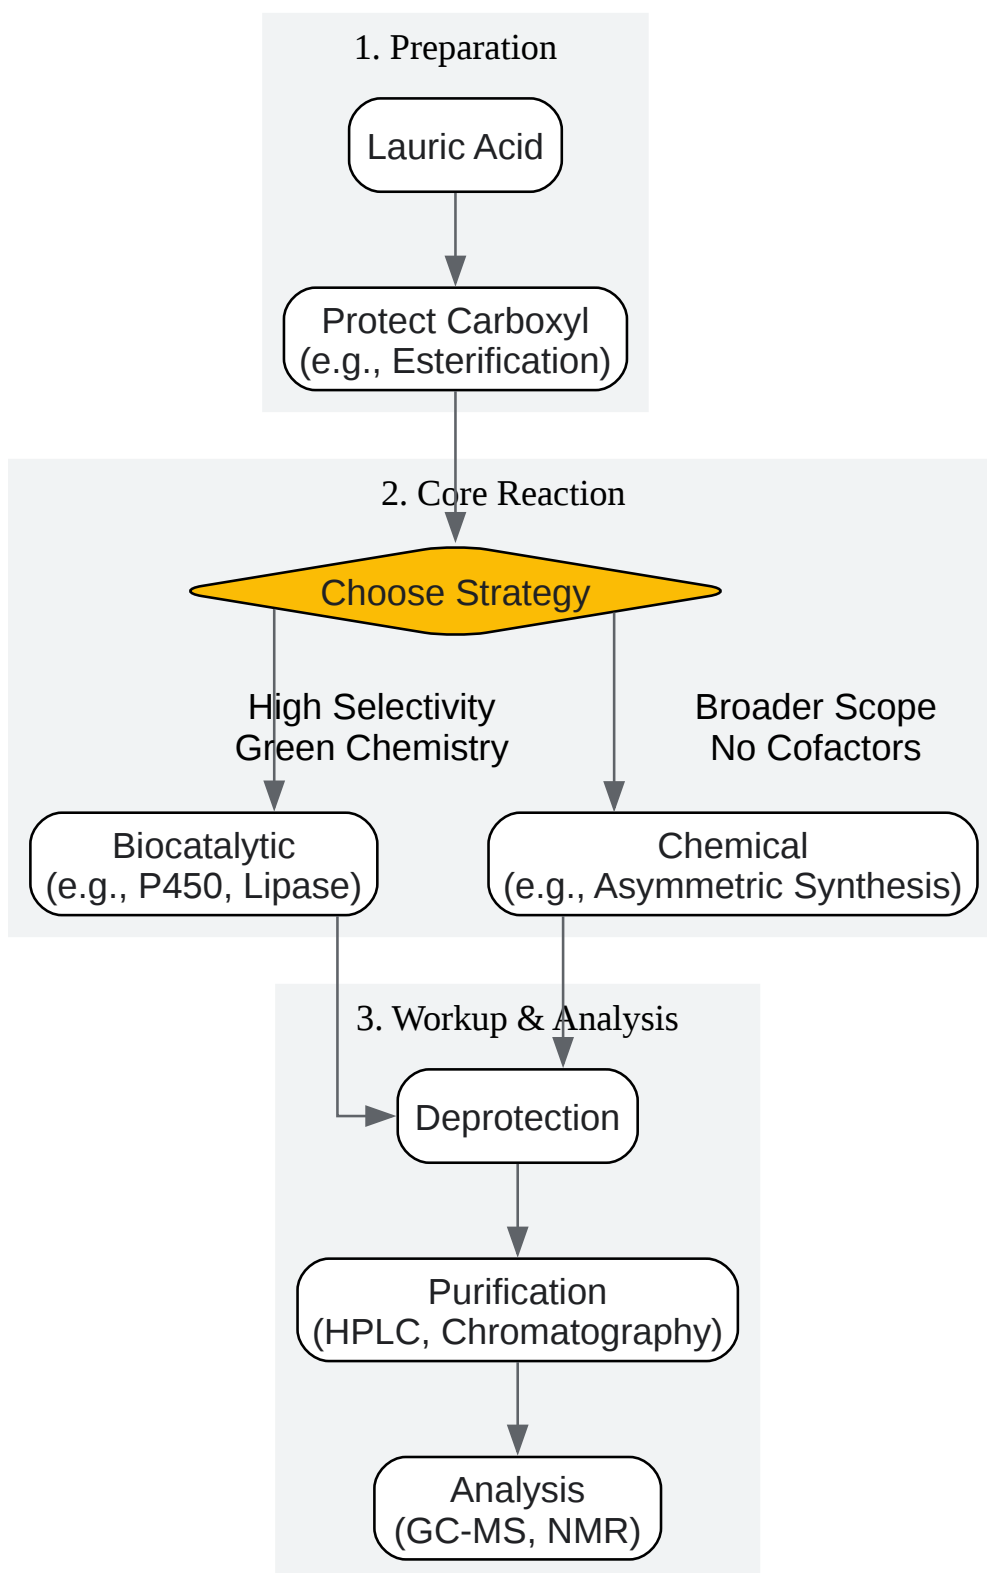 1. Preparation
Lauric Acid
Protect Carboxyl
(e.g., Esterification)
2. Core Reaction
Choose Strategy
High Selectivity
Green Chemistry
Broader Scope
No Cofactors
Biocatalytic
(e.g., P450, Lipase)
Chemical
(e.g., Asymmetric Synthesis)
3. Workup & Analysis
Deprotection
Purification
(HPLC, Chromatography)
Analysis
(GC-MS, NMR)